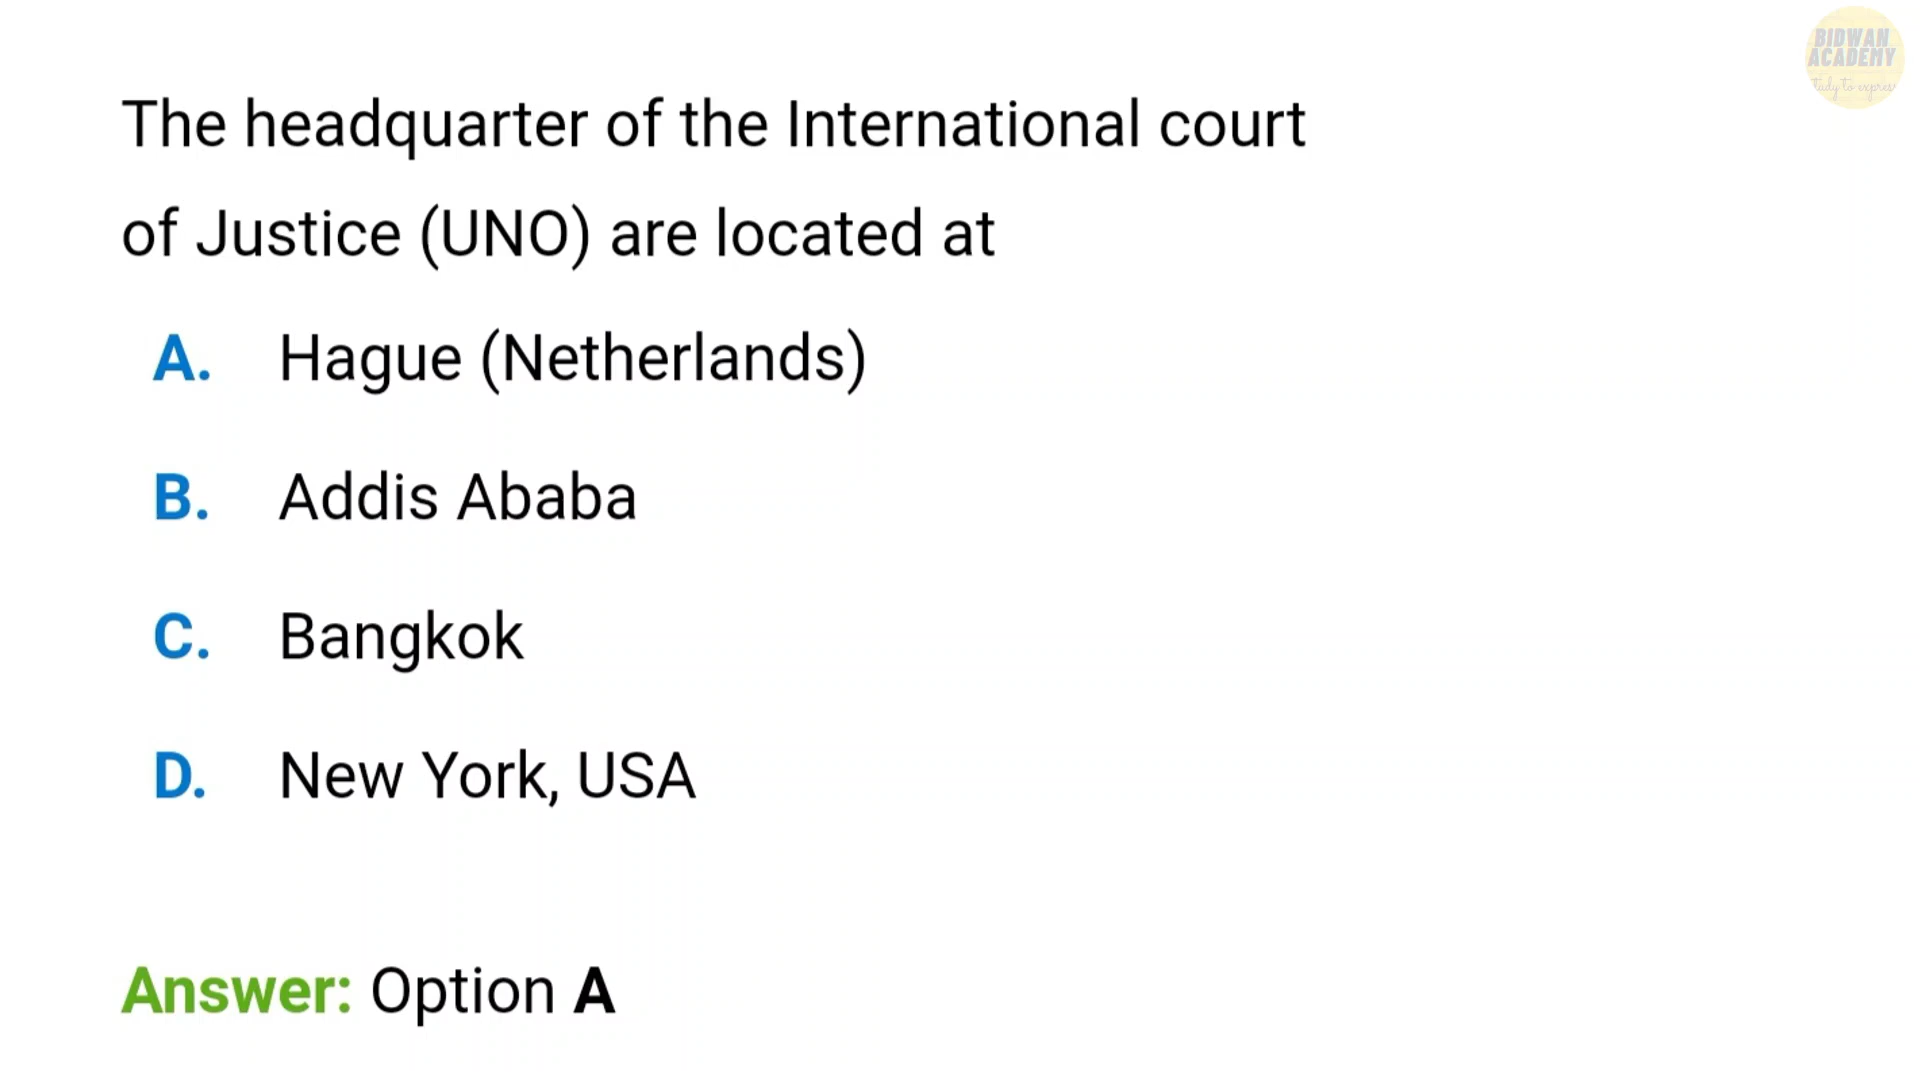 BIDWAN
ACADEMY
The headquarter of the International court
of Justice (UNO) are located at
A. Hague (Netherlands)
B. Addis Ababa
C. Bangkok
D. New York, USA
Answer: Option A